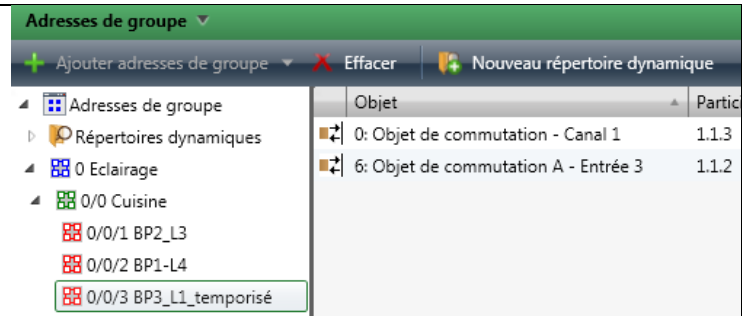 Adresses de groupe
Ajouter adresses de groupe Effacer Nouveau répertoire dynamique
Adresses de groupe
Répertoires dynamiques
0 Eclairage
0/0 Cuisine
0/0/1 BP2_L3
0/0/2 BP1-L4
0/0/3 BP3_L1_temporisé
Objet Partici
0: Objet de commutation - Canal 1 1.1.3
6: Objet de commutation A - Entrée 3 1.1.2